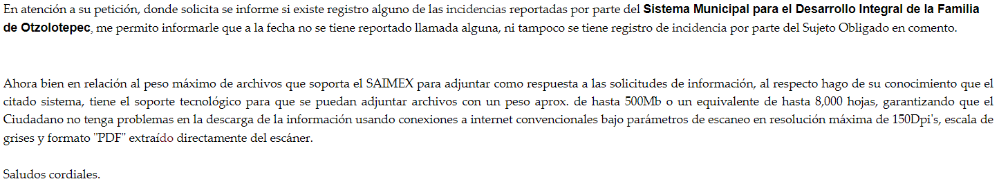 En atención a su petición, donde solicita se informe si existe registro alguno de las incidencias reportadas por parte del Sistema Municipal para el Desarrollo Integral de la Familia
de Otzolotepec, me permito informarle que a la fecha no se tiene reportado llamada alguna, ni tampoco se tiene registro de incidencia por parte del Sujeto Obligado en comento.
Ahora bien en relación al peso máximo de archivos que soporta el SAIMEX para adjuntar como respuesta a las solicitudes de información, al respecto hago de su conocimiento que el
citado sistema, tiene el soporte tecnológico para que se puedan adjuntar archivos con un peso aprox. de hasta 500Mb o un equivalente de hasta 8,000 hojas, garantizando que el
Ciudadano no tenga problemas en la descarga de la información usando conexiones a internet convencionales bajo parámetros de escaneo en resolución máxima de 150Dpi's, escala de
grises y formato "PDF" extraído directamente del escáner.
Saludos cordiales.